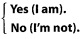 Yes (I am).
No (I'm not).